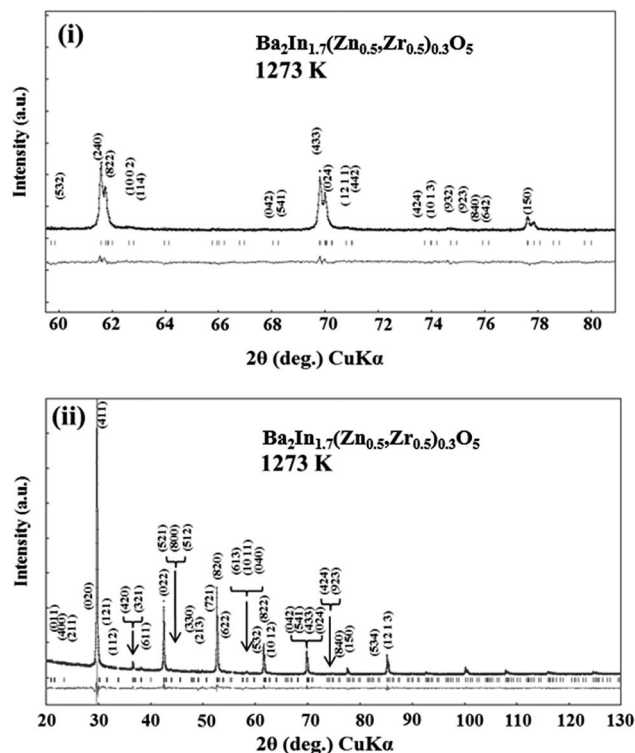 (i)
Ba2In1.7(Zn0.5,Zr0.5)0.3O5
1273 K
Intensity (a.u.)
(532)
(240)
(822)
(10 0 2)
(114)
(042)
(541)
(433)
(024)
(12 1 1)
(442)
(424)
(10 1 3)
(932)
(923)
(840)
(642)
(150)
60 62 64 66 68 70 72 74 76 78 80
2θ (deg.) CuKα
(ii)
Ba2In1.7(Zn0.5,Zr0.5)0.3O5
1273 K
Intensity (a.u.)
(011)
(400)
(211)
(020)
(411)
(121)
(112)
(420)
(321)
(611)
(022)
(521)
(800)
(512)
(330)
(213)
(721)
(820)
(622)
(613)
(10 1 1)
(040)
(532)
(822)
(10 1 2)
(042)
(541)
(433)
(024)
(424)
(923)
(840)
(150)
(534)
(12 1 3)
20 30 40 50 60 70 80 90 100 110 120 130
2θ (deg.) CuKα